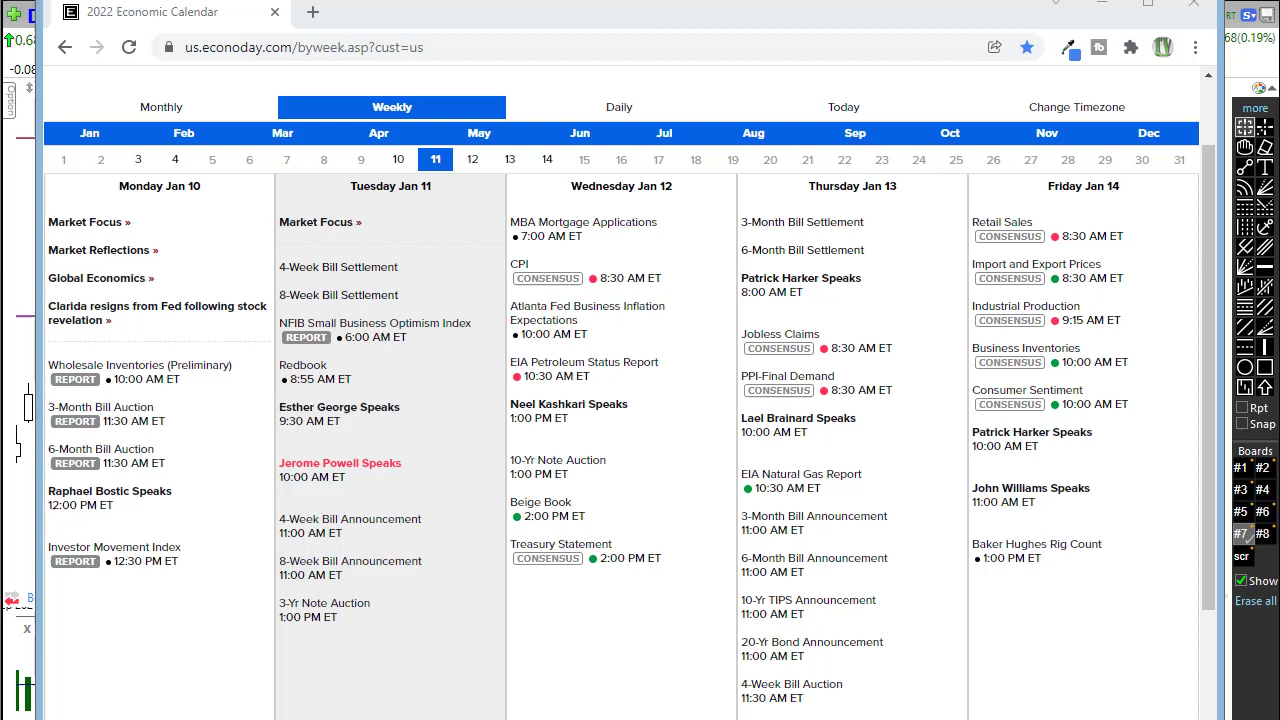 2022 Economic Calendar
us.econoday.com/byweek.asp?cust=us
0.68
-0.08
Option
68(0.19%)
Monthly
Weekly
Daily
Today
Change Timezone
Jan Feb Mar Apr May Jun Jul Aug Sep Oct Nov Dec
1 2 3 4 5 6 7 8 9 10 11 12 13 14 15 16 17 18 19 20 21 22 23 24 25 26 27 28 29 30 31
Monday Jan 10
Market Focus »
Market Reflections »
Global Economics »
Clarida resigns from Fed following stock
revelation »
Wholesale Inventories (Preliminary)
REPORT 10:00 AM ET
3-Month Bill Auction
REPORT 11:30 AM ET
6-Month Bill Auction
REPORT 11:30 AM ET
Raphael Bostic Speaks
12:00 PM ET
Investor Movement Index
REPORT 12:30 PM ET
Tuesday Jan 11
Market Focus »
4-Week Bill Settlement
8-Week Bill Settlement
NFIB Small Business Optimism Index
REPORT 6:00 AM ET
Redbook
8:55 AM ET
Esther George Speaks
9:30 AM ET
Jerome Powell Speaks
10:00 AM ET
4-Week Bill Announcement
11:00 AM ET
8-Week Bill Announcement
11:00 AM ET
3-Yr Note Auction
1:00 PM ET
Wednesday Jan 12
MBA Mortgage Applications
7:00 AM ET
CPI
CONSENSUS 8:30 AM ET
Atlanta Fed Business Inflation
Expectations
10:00 AM ET
EIA Petroleum Status Report
10:30 AM ET
Neel Kashkari Speaks
1:00 PM ET
10-Yr Note Auction
1:00 PM ET
Beige Book
2:00 PM ET
Treasury Statement
CONSENSUS 2:00 PM ET
Thursday Jan 13
3-Month Bill Settlement
6-Month Bill Settlement
Patrick Harker Speaks
8:00 AM ET
Jobless Claims
CONSENSUS 8:30 AM ET
PPI-Final Demand
CONSENSUS 8:30 AM ET
Lael Brainard Speaks
10:00 AM ET
EIA Natural Gas Report
10:30 AM ET
3-Month Bill Announcement
11:00 AM ET
6-Month Bill Announcement
11:00 AM ET
10-Yr TIPS Announcement
11:00 AM ET
20-Yr Bond Announcement
11:00 AM ET
4-Week Bill Auction
11:30 AM ET
Friday Jan 14
Retail Sales
CONSENSUS 8:30 AM ET
Import and Export Prices
CONSENSUS 8:30 AM ET
Industrial Production
CONSENSUS 9:15 AM ET
Business Inventories
CONSENSUS 10:00 AM ET
Consumer Sentiment
CONSENSUS 10:00 AM ET
Patrick Harker Speaks
10:00 AM ET
John Williams Speaks
11:00 AM ET
Baker Hughes Rig Count
1:00 PM ET
more
Rpt
Snap
Boards
#1 #2
#3 #4
#5 #6
#7 #8
scr
Show
Erase all